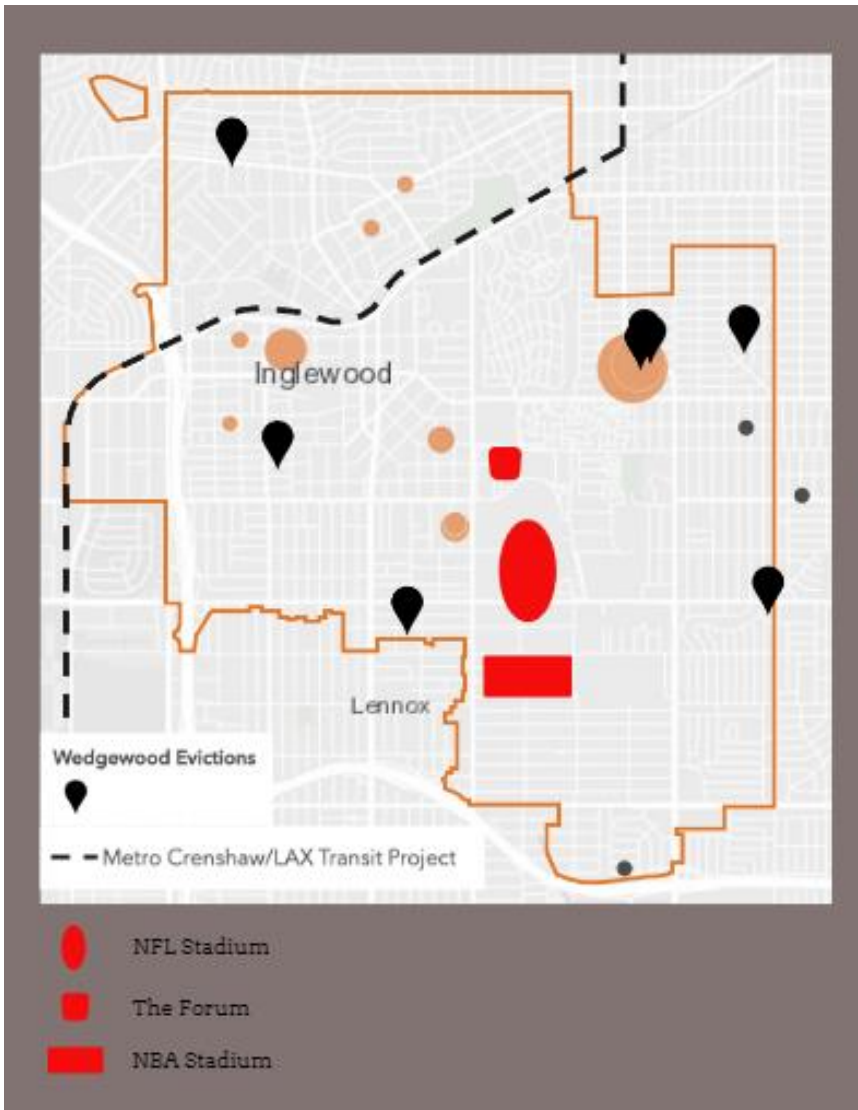 Inglewood
Lennox
Wedgewood Evictions
Metro Crenshaw/LAX Transit Project
NFL Stadium
The Forum
NBA Stadium